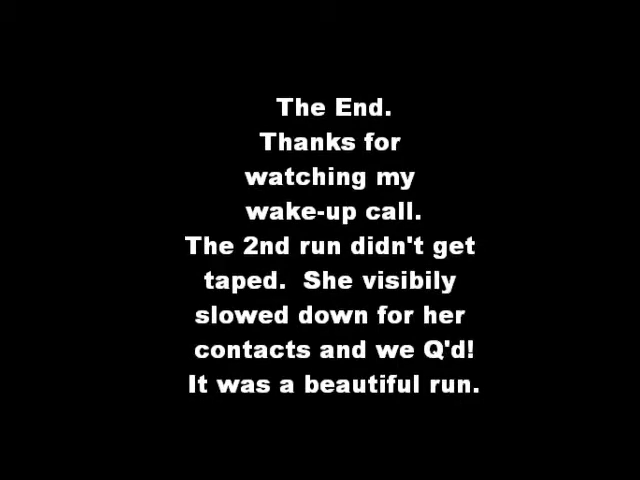 The End.
Thanks for
watching my
wake-up call.
The 2nd run didn't get
taped.  She visibily
slowed down for her
contacts and we Q'd!
It was a beautiful run.